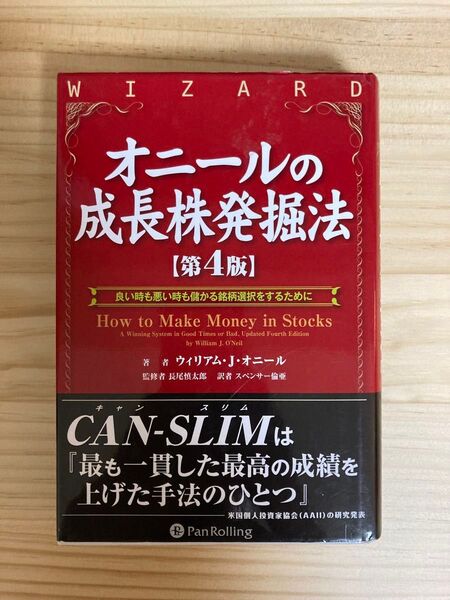 WIZARD
オニールの
成長株発掘法
【第4版】
良い時も悪い時も儲かる銘柄選択をするために
How to Make Money in Stocks
A Winning System in Good Times or Bad, Updated Fourth Edition
by William J. O'Neil
著者 ウィリアム・J・オニール
監修者 長尾慎太郎 訳者 スペンサー倫亜
キャン スリム
CAN-SLIMは
『最も一貫した最高の成績を
上げた手法のひとつ』
米国個人投資家協会(AAII)の研究発表
PanRolling